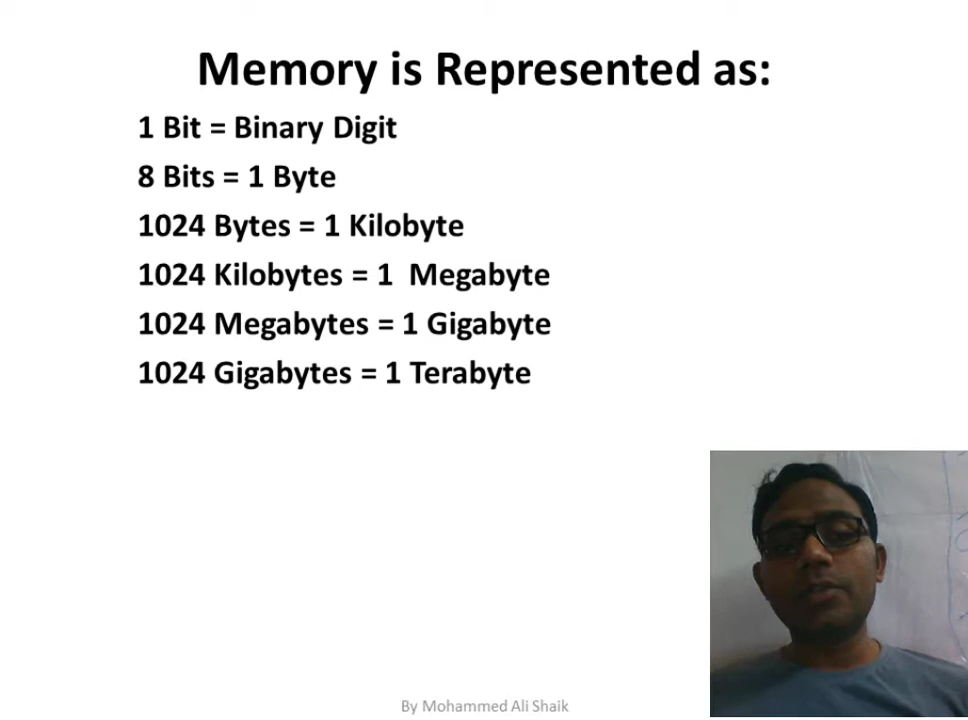 Memory is Represented as:
1 Bit = Binary Digit
8 Bits = 1 Byte
1024 Bytes = 1 Kilobyte
1024 Kilobytes = 1  Megabyte
1024 Megabytes = 1 Gigabyte
1024 Gigabytes = 1 Terabyte
By Mohammed Ali Shaik